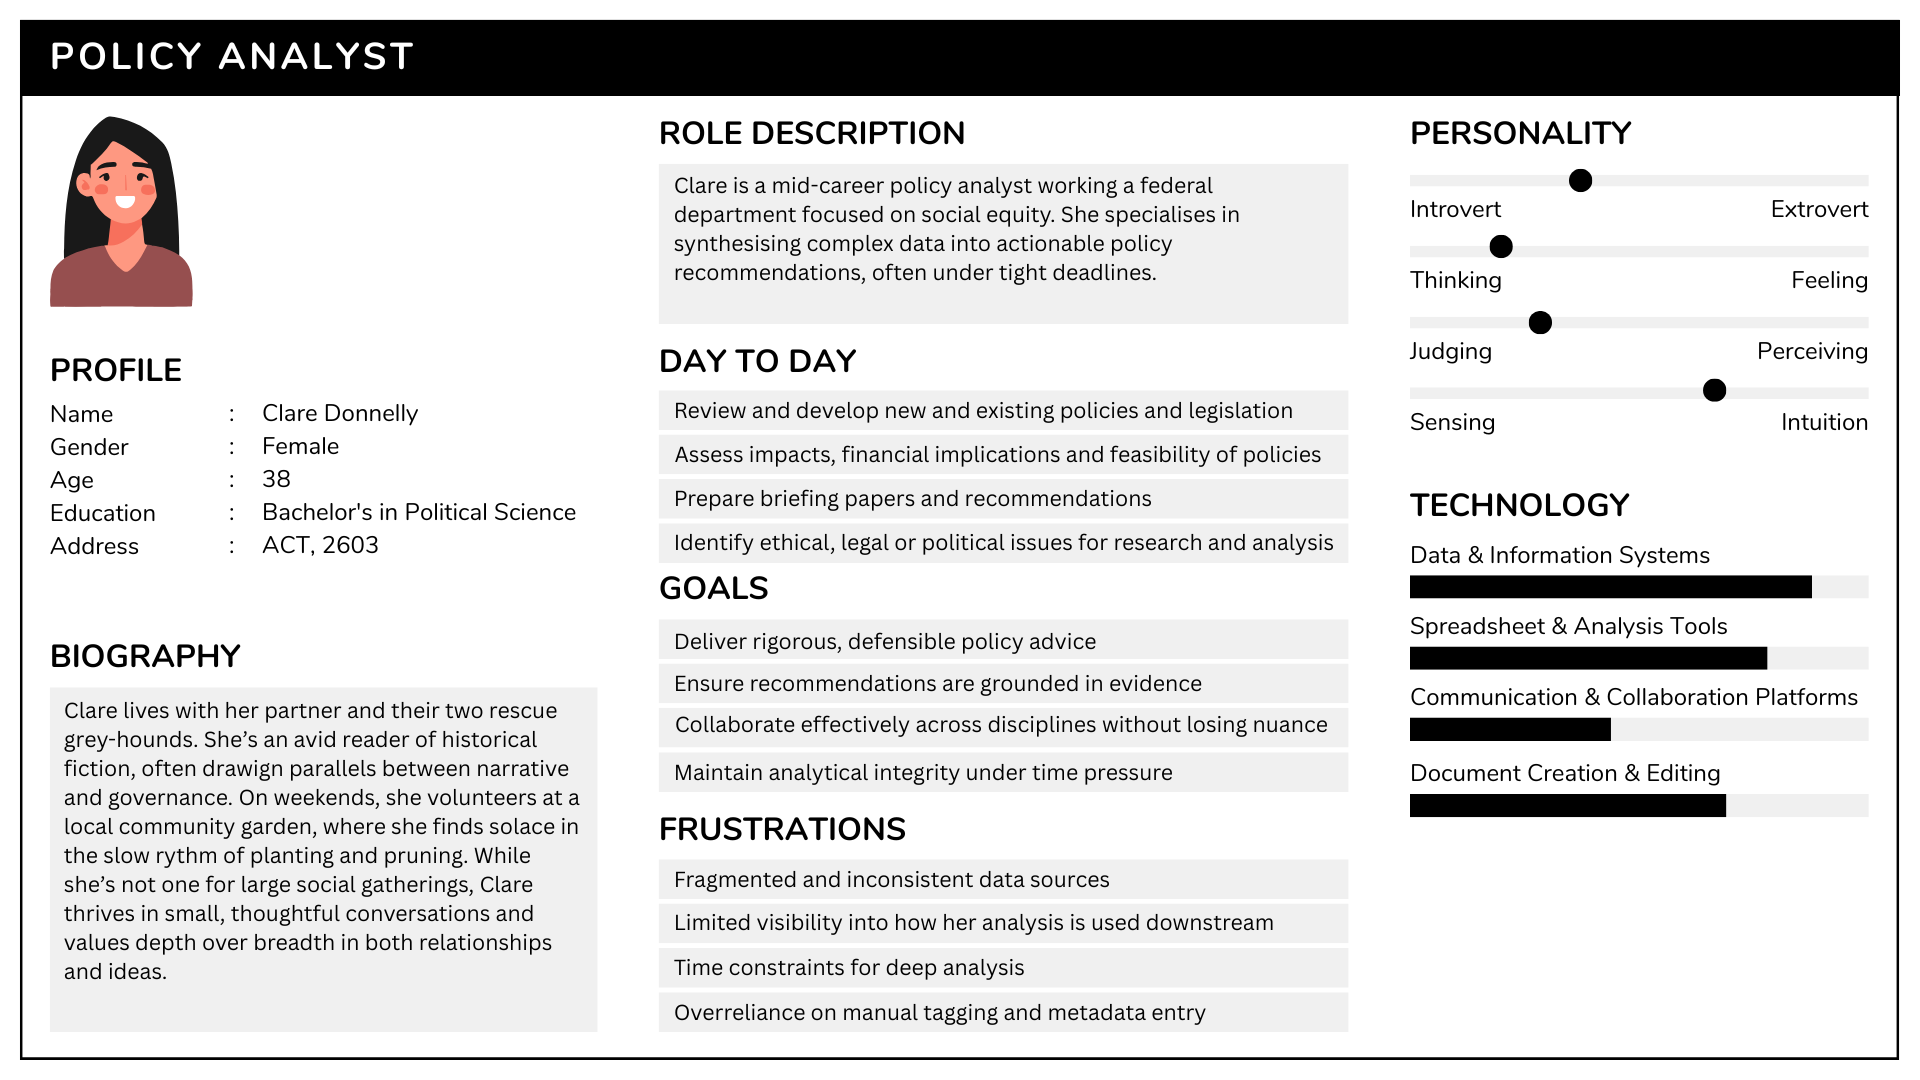 POLICY ANALYST
PROFILE
Name : Clare Donnelly
Gender : Female
Age : 38
Education : Bachelor's in Political Science
Address : ACT, 2603
BIOGRAPHY
Clare lives with her partner and their two rescue
grey-hounds. She’s an avid reader of historical
fiction, often drawign parallels between narrative
and governance. On weekends, she volunteers at a
local community garden, where she finds solace in
the slow rythm of planting and pruning. While
she’s not one for large social gatherings, Clare
thrives in small, thoughtful conversations and
values depth over breadth in both relationships
and ideas.
ROLE DESCRIPTION
Clare is a mid-career policy analyst working a federal
department focused on social equity. She specialises in
synthesising complex data into actionable policy
recommendations, often under tight deadlines.
DAY TO DAY
Review and develop new and existing policies and legislation
Assess impacts, financial implications and feasibility of policies
Prepare briefing papers and recommendations
Identify ethical, legal or political issues for research and analysis
GOALS
Deliver rigorous, defensible policy advice
Ensure recommendations are grounded in evidence
Collaborate effectively across disciplines without losing nuance
Maintain analytical integrity under time pressure
FRUSTRATIONS
Fragmented and inconsistent data sources
Limited visibility into how her analysis is used downstream
Time constraints for deep analysis
Overreliance on manual tagging and metadata entry
PERSONALITY
Introvert Extrovert
Thinking Feeling
Judging Perceiving
Sensing Intuition
TECHNOLOGY
Data & Information Systems
Spreadsheet & Analysis Tools
Communication & Collaboration Platforms
Document Creation & Editing